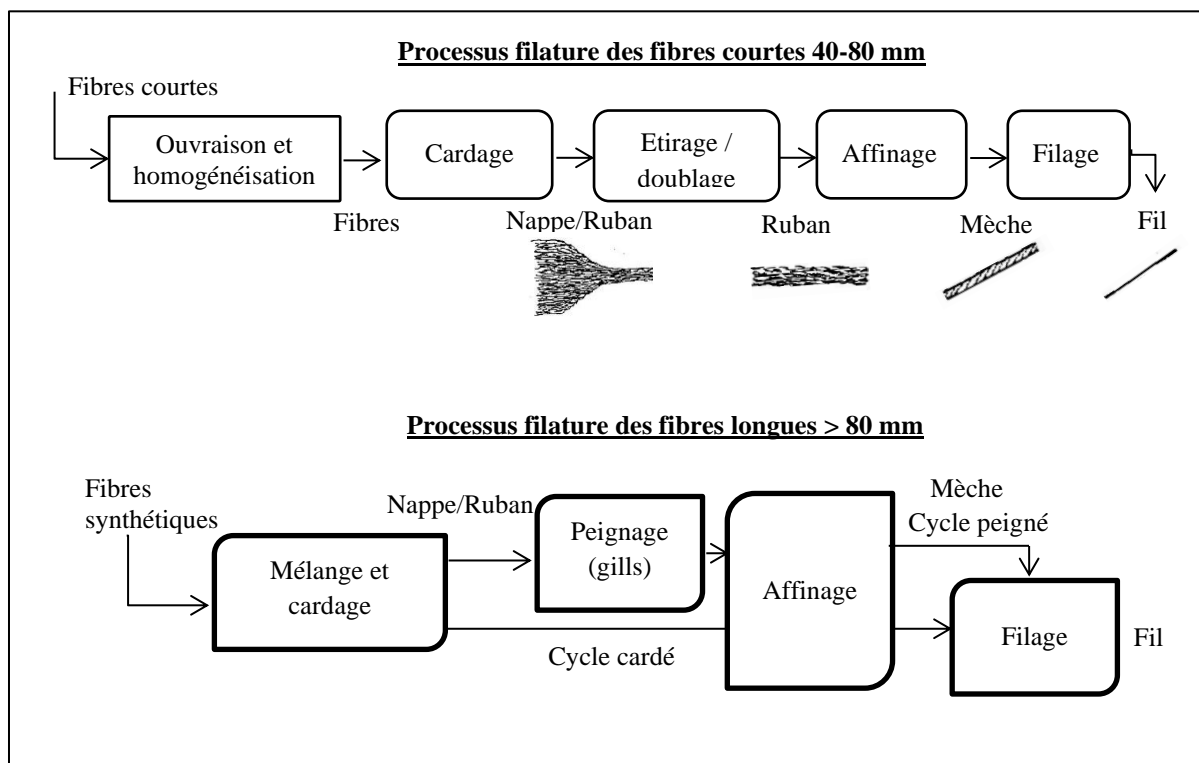 Processus filature des fibres courtes 40-80 mm
Fibres courtes
Ouvraison et
homogénéisation
Cardage
Etirage /
doublage
Affinage
Filage
Fibres
Nappe/Ruban
Ruban
Mèche
Fil
Processus filature des fibres longues > 80 mm
Fibres
synthétiques
Mélange et
cardage
Nappe/Ruban
Peignage
(gills)
Affinage
Mèche
Cycle peigné
Cycle cardé
Filage
Fil